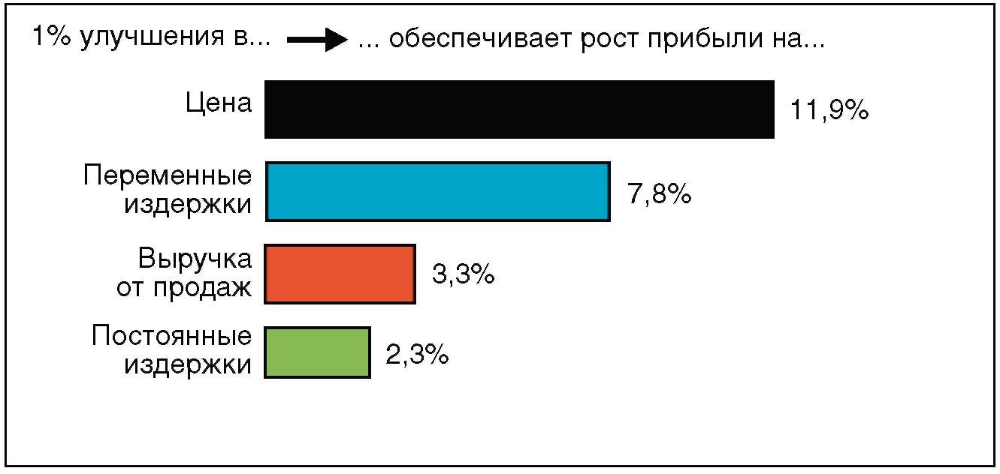 1% улучшения в... ... обеспечивает рост прибыли на...
Цена
11,9%
Переменные
издержки
7,8%
Выручка
от продаж
3,3%
Постоянные
издержки
2,3%